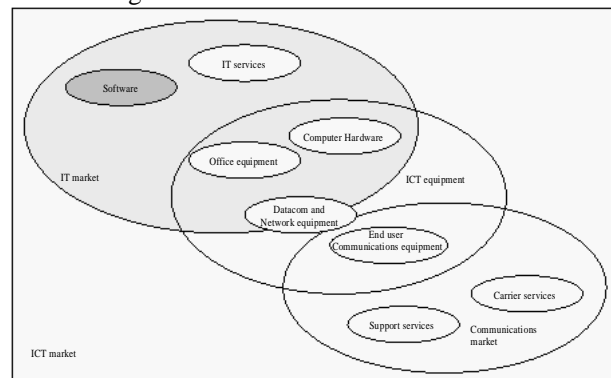 IT services
Software
Computer Hardware
Office equipment
IT market
ICT equipment
Datacom and
Network equipment
End user
Communications equipment
Carrier services
Support services
Communications
market
ICT market